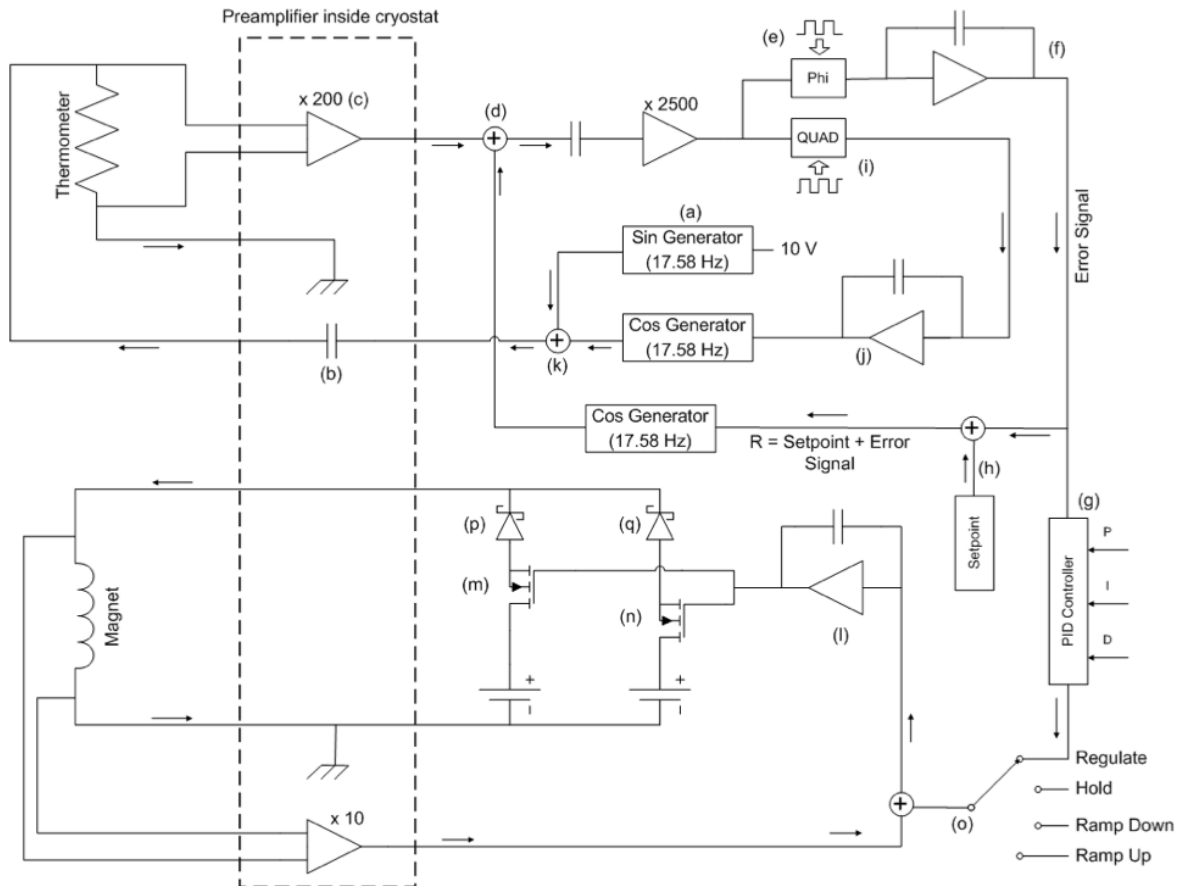 Preamplifier inside cryostat
(e)
Phi
(f)
x 200 (c)
(d)
x 2500
Thermometer
QUAD
(i)
(a)
Sin Generator
(17.58 Hz)
10 V
Error Signal
Cos Generator
(17.58 Hz)
(b)
(k)
(j)
Cos Generator
(17.58 Hz)
R = Setpoint + Error
Signal
(h)
Setpoint
(g)
PID Controller
P
I
D
(p)
(q)
(m)
(n)
(l)
Magnet
+
+
Regulate
Hold
(o)
Ramp Down
Ramp Up
x 10